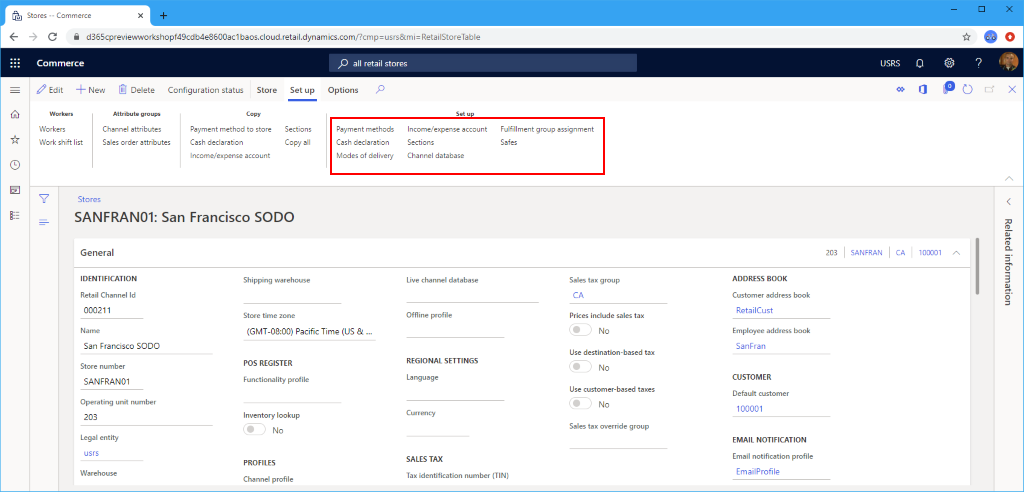 Stores -- Commerce
d365cpreviewworkshopf49cdb4e8600ac1baos.cloud.retail.dynamics.com/?cmp=usrs&mi=RetailStoreTable
Commerce
all retail stores
USRS
?
Edit
New
Delete
Configuration status
Store
Set up
Options
0
Workers
Workers
Work shift list
Attribute groups
Channel attributes
Sales order attributes
Copy
Payment method to store
Cash declaration
Income/expense account
Sections
Copy all
Set up
Payment methods
Cash declaration
Modes of delivery
Income/expense account
Sections
Channel database
Fulfillment group assignment
Safes
Stores
SANFRAN01: San Francisco SODO
Related information
General
203
SANFRAN
CA
100001
IDENTIFICATION
Retail Channel Id
000211
Name
San Francisco SODO
Store number
SANFRAN01
Operating unit number
203
Legal entity
usrs
Warehouse
Shipping warehouse
Store time zone
(GMT-08:00) Pacific Time (US & ...
POS REGISTER
Functionality profile
Inventory lookup
No
PROFILES
Channel profile
Live channel database
Offline profile
REGIONAL SETTINGS
Language
Currency
SALES TAX
Tax identification number (TIN)
Sales tax group
CA
Prices include sales tax
No
Use destination-based tax
No
Use customer-based taxes
No
Sales tax override group
ADDRESS BOOK
Customer address book
RetailCust
Employee address book
SanFran
CUSTOMER
Default customer
100001
EMAIL NOTIFICATION
Email notification profile
EmailProfile